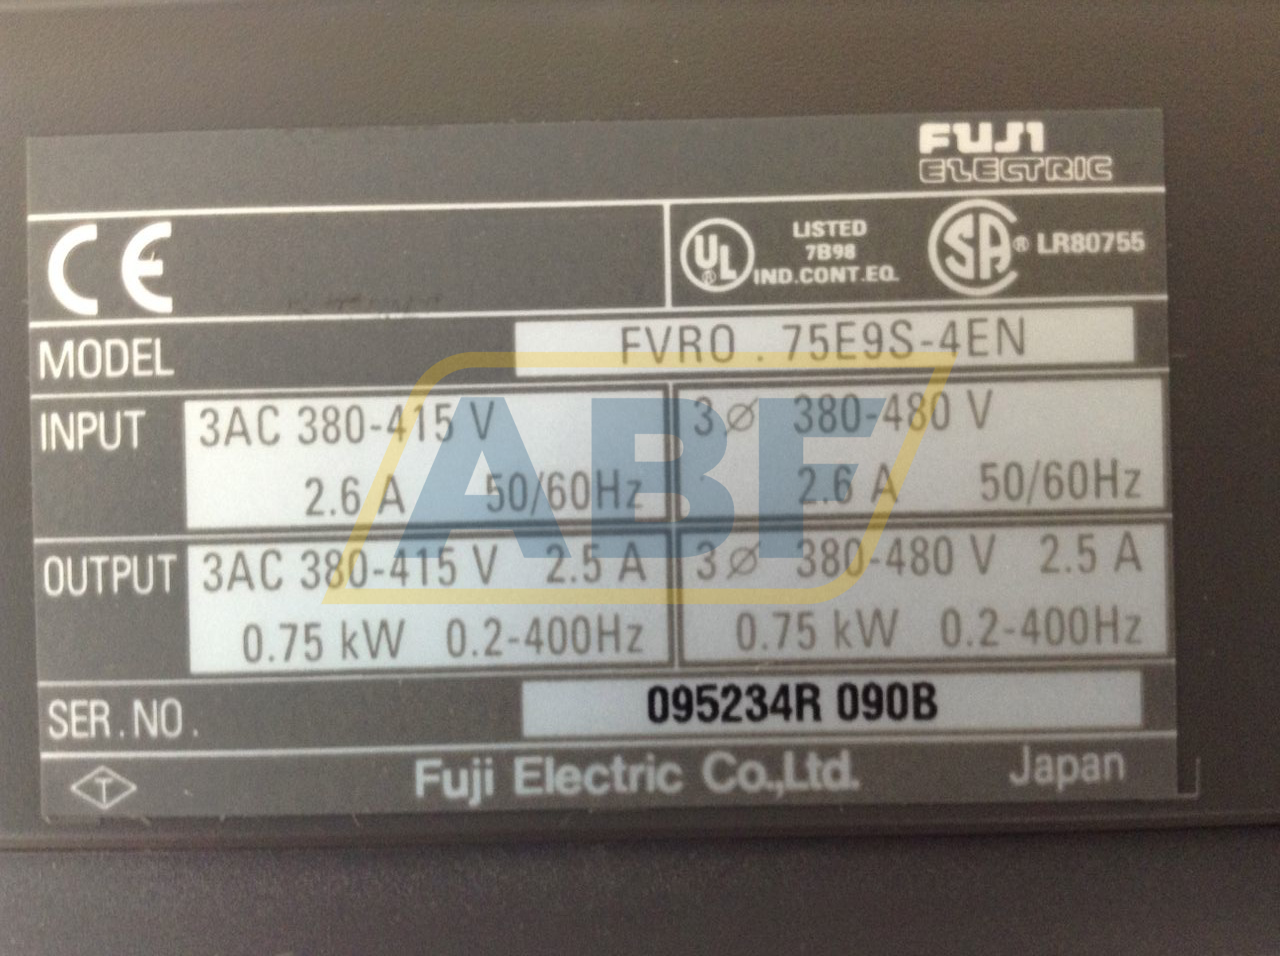 FUJI
ELECTRIC
CE
UL ® LISTED
7B98
IND.CONT.EQ.
SA ® LR80755
MODEL FVR0.75E9S-4EN
INPUT 3AC 380-415 V 3 ⌀ 380-480 V
2.6 A 50/60Hz 2.6 A 50/60Hz
OUTPUT 3AC 380-415 V 2.5 A 3 ⌀ 380-480 V 2.5 A
0.75 kW 0.2-400Hz 0.75 kW 0.2-400Hz
SER.NO. 095234R 090B
T Fuji Electric Co.,Ltd. Japan
ABF